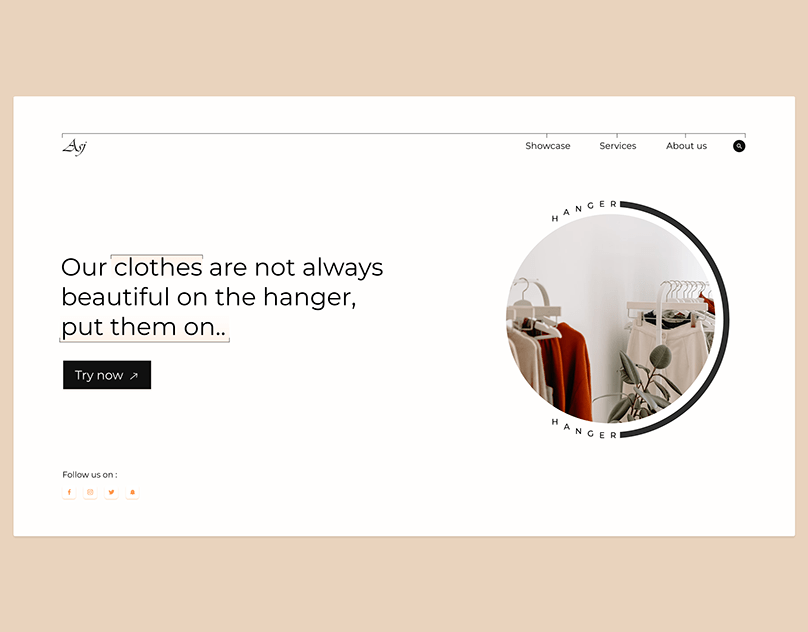 Asj
Showcase
Services
About us
HANGER
Our clothes are not always
beautiful on the hanger,
put them on..
Try now
HANGER
Follow us on :